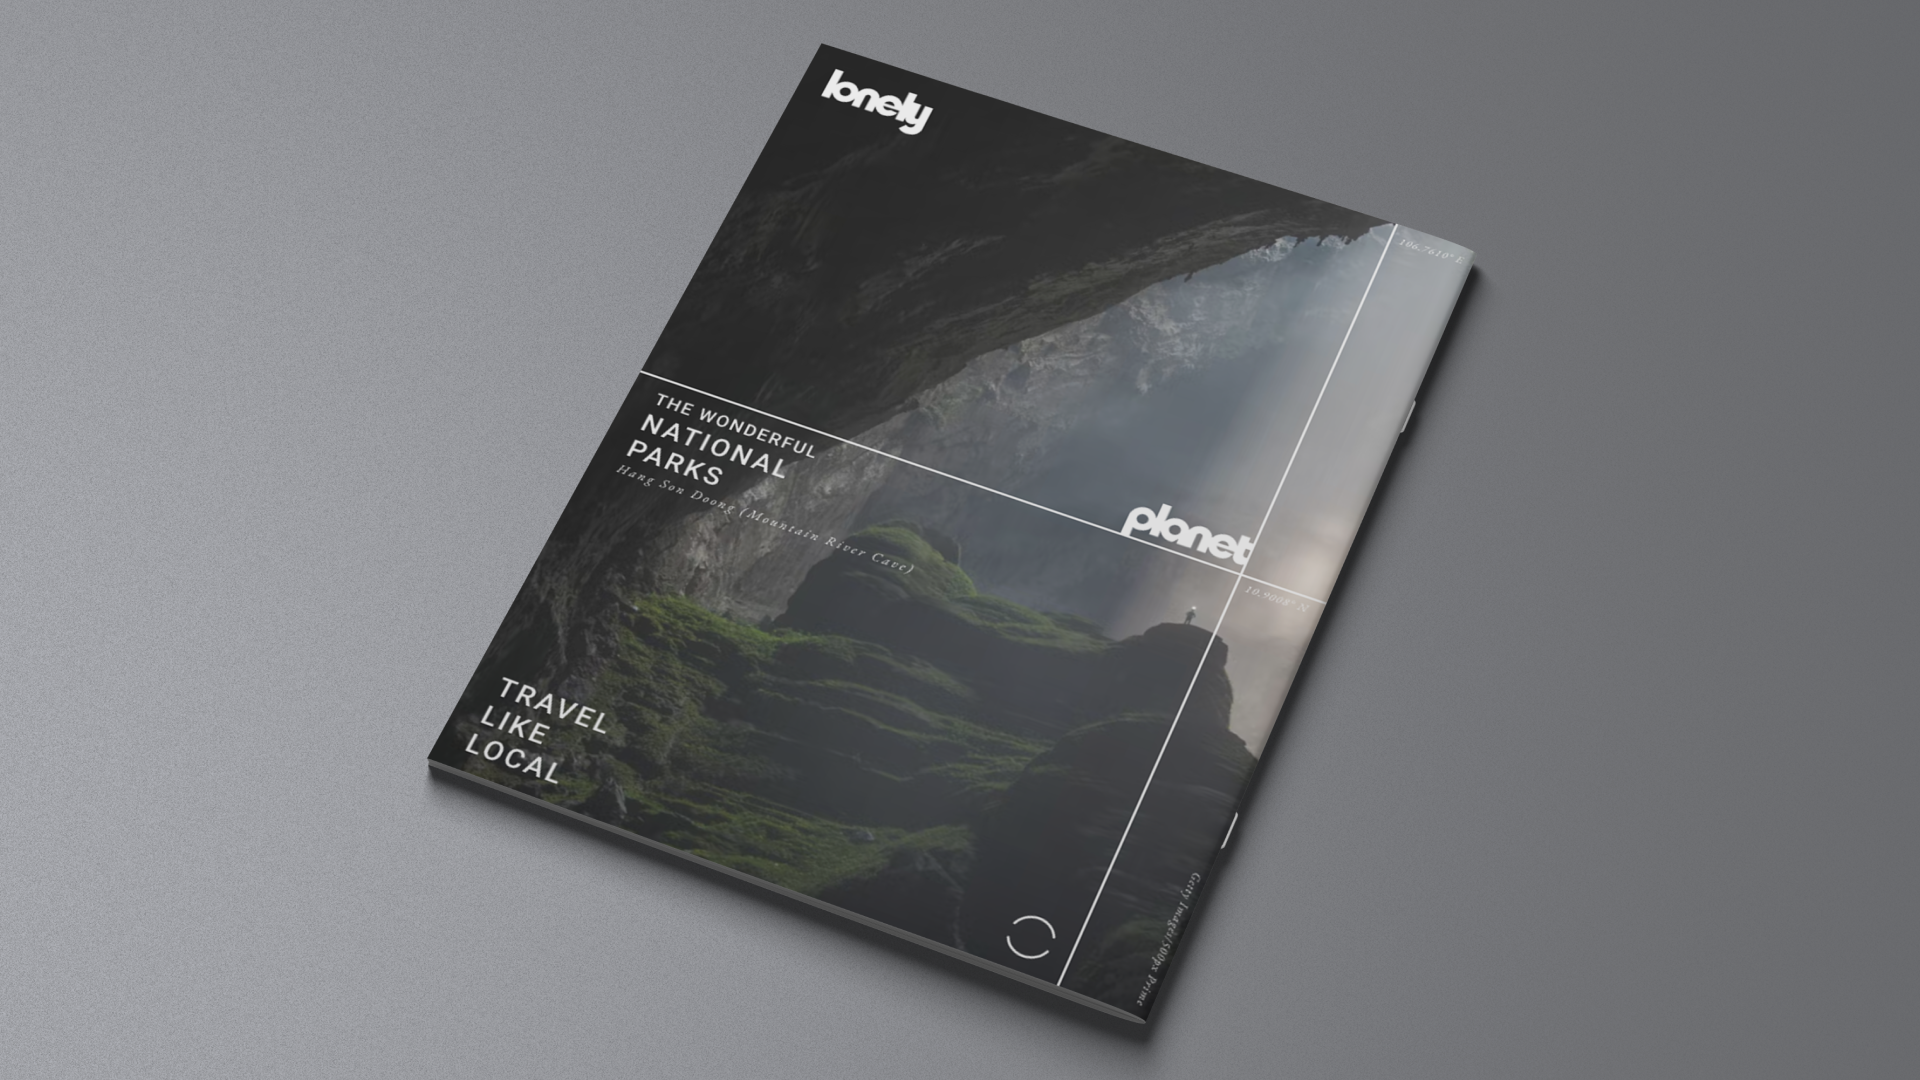 lonely
106.7610° E
THE WONDERFUL
NATIONAL
PARKS
Hang Son Doong (Mountain River Cave)
planet
10.9008° N
TRAVEL
LIKE
LOCAL
Getty Images/500px Prime